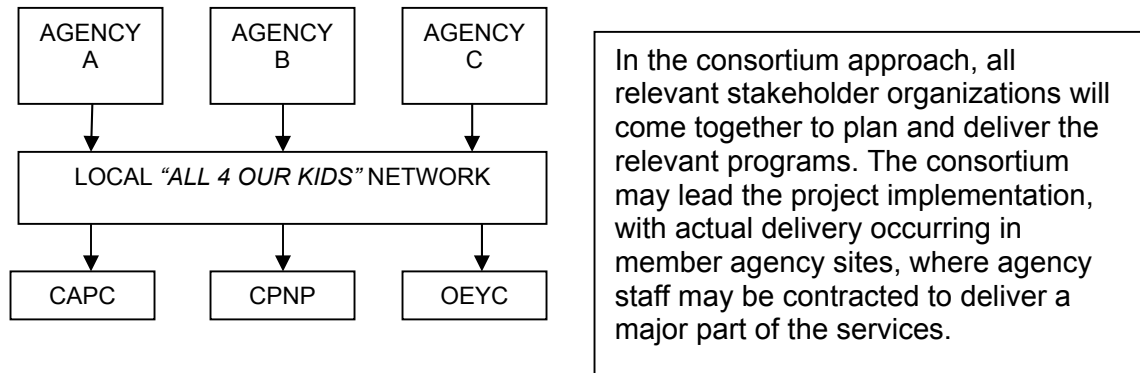 AGENCY
A
AGENCY
B
AGENCY
C
LOCAL “ALL 4 OUR KIDS” NETWORK
CAPC
CPNP
OEYC
In the consortium approach, all
relevant stakeholder organizations will
come together to plan and deliver the
relevant programs. The consortium
may lead the project implementation,
with actual delivery occurring in
member agency sites, where agency
staff may be contracted to deliver a
major part of the services.